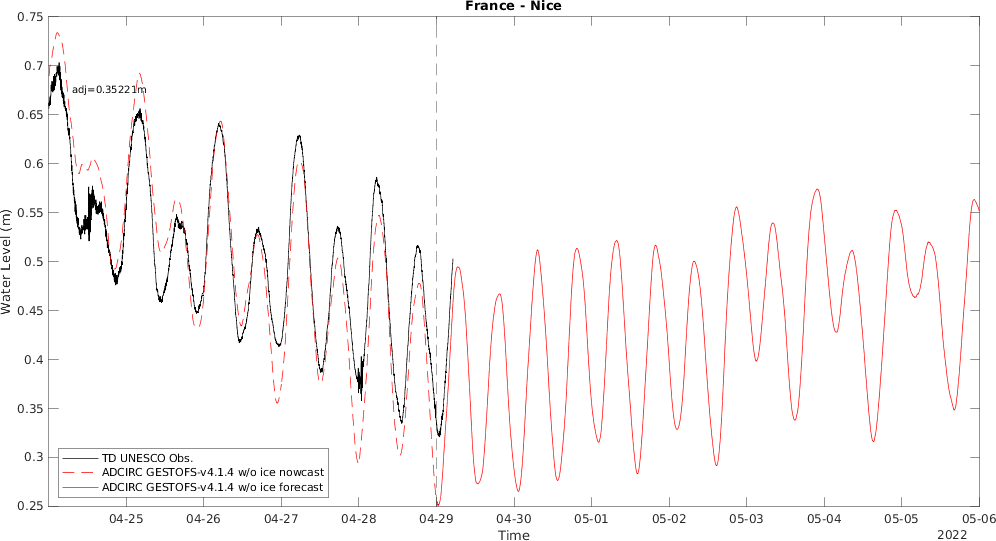 France - Nice
0.75
0.7
0.65
0.6
0.55
0.5
0.45
0.4
0.35
0.3
0.25
Water Level (m)
adj=0.35221m
TD UNESCO Obs.
ADCIRC GESTOFS-v4.1.4 w/o ice nowcast
ADCIRC GESTOFS-v4.1.4 w/o ice forecast
04-25 04-26 04-27 04-28 04-29 04-30 05-01 05-02 05-03 05-04 05-05 05-06
Time
2022